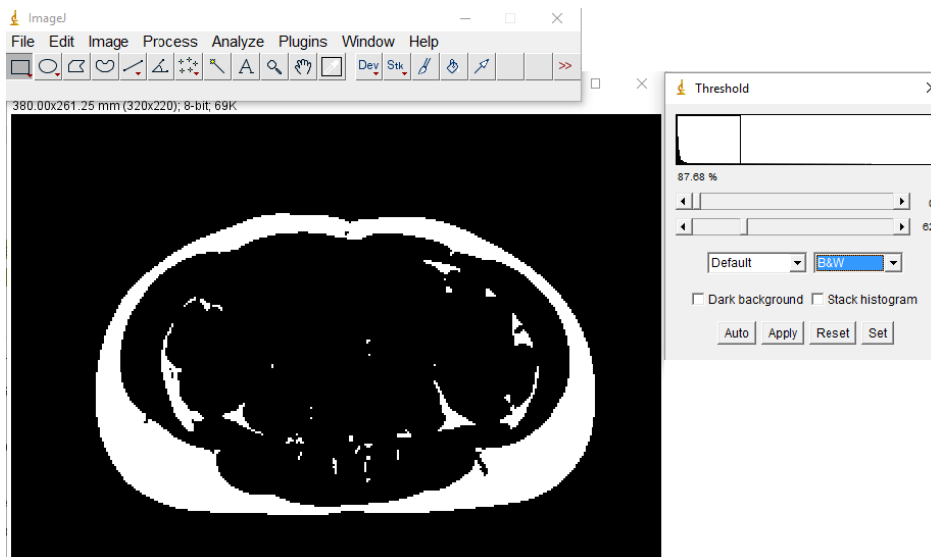 ImageJ
File Edit Image Process Analyze Plugins Window Help
A Dev Stk >>
380.00x261.25 mm (320x220); 8-bit; 69K
Threshold
87.68 %
Default B&W
Dark background Stack histogram
Auto Apply Reset Set